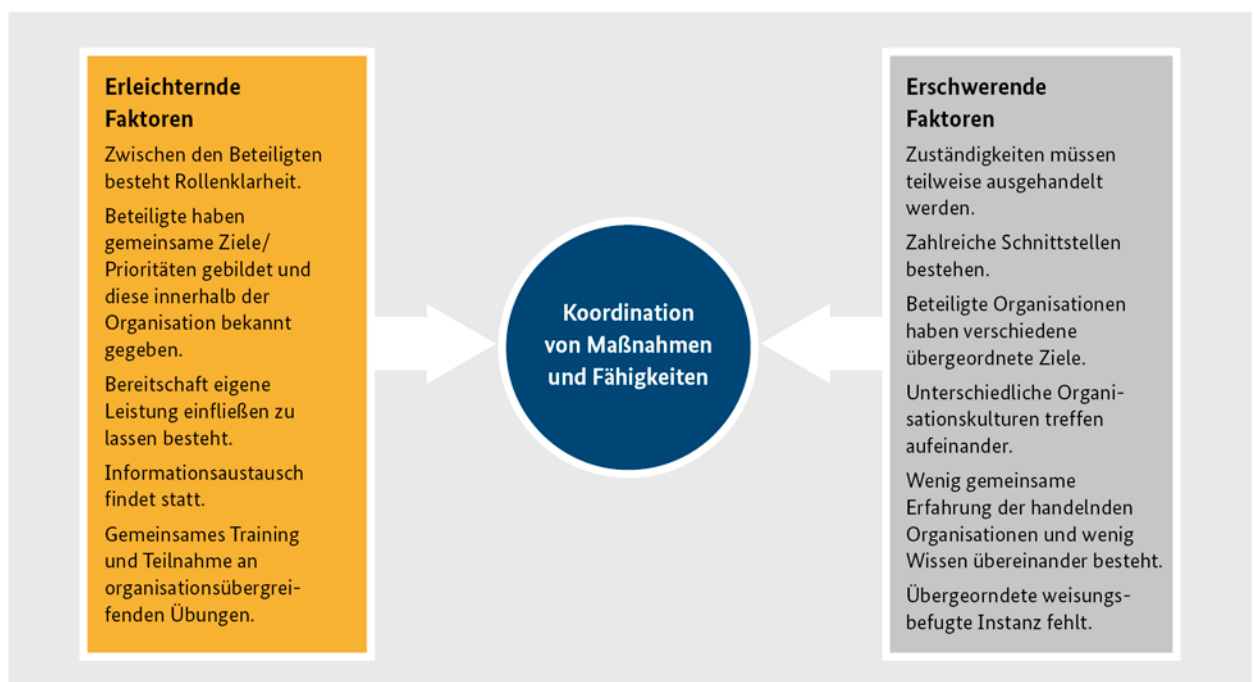 Erleichternde
Faktoren
Zwischen den Beteiligten
besteht Rollenklarheit.
Beteiligte haben
gemeinsame Ziele/
Prioritäten gebildet und
diese innerhalb der
Organisation bekannt
gegeben.
Bereitschaft eigene
Leistung einfließen zu
lassen besteht.
Informationsaustausch
findet statt.
Gemeinsames Training
und Teilnahme an
organisationsübergrei-
fenden Übungen.
Koordination
von Maßnahmen
und Fähigkeiten
Erschwerende
Faktoren
Zuständigkeiten müssen
teilweise ausgehandelt
werden.
Zahlreiche Schnittstellen
bestehen.
Beteiligte Organisationen
haben verschiedene
übergeordnete Ziele.
Unterschiedliche Organi-
sationskulturen treffen
aufeinander.
Wenig gemeinsame
Erfahrung der handelnden
Organisationen und wenig
Wissen übereinander besteht.
Übergeorndete weisungs-
befugte Instanz fehlt.